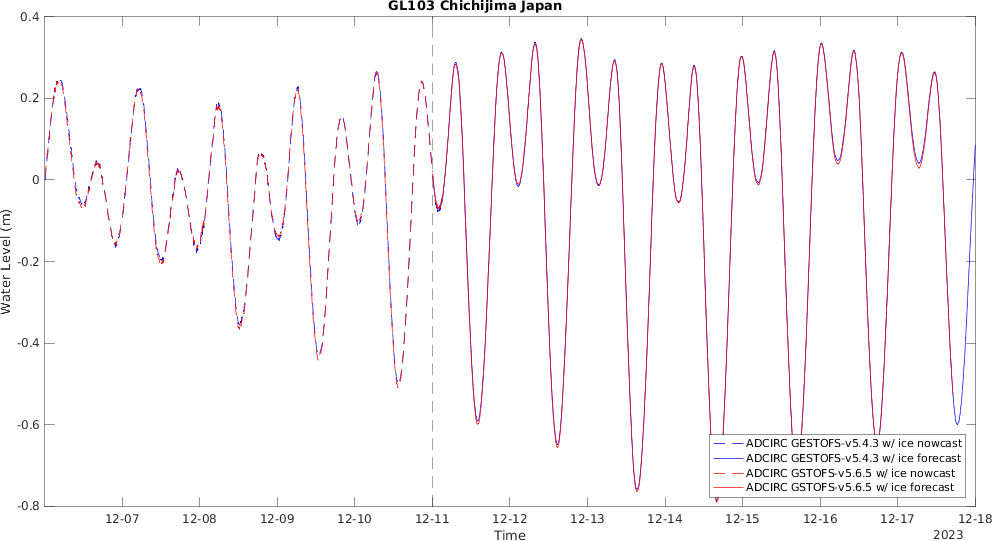 GL103 Chichijima Japan
0.4
0.2
0
-0.2
-0.4
-0.6
-0.8
Water Level (m)
ADCIRC GESTOFS-v5.4.3 w/ ice nowcast
ADCIRC GESTOFS-v5.4.3 w/ ice forecast
ADCIRC GSTOFS-v5.6.5 w/ ice nowcast
ADCIRC GSTOFS-v5.6.5 w/ ice forecast
12-07 12-08 12-09 12-10 12-11 12-12 12-13 12-14 12-15 12-16 12-17 12-18
Time
2023